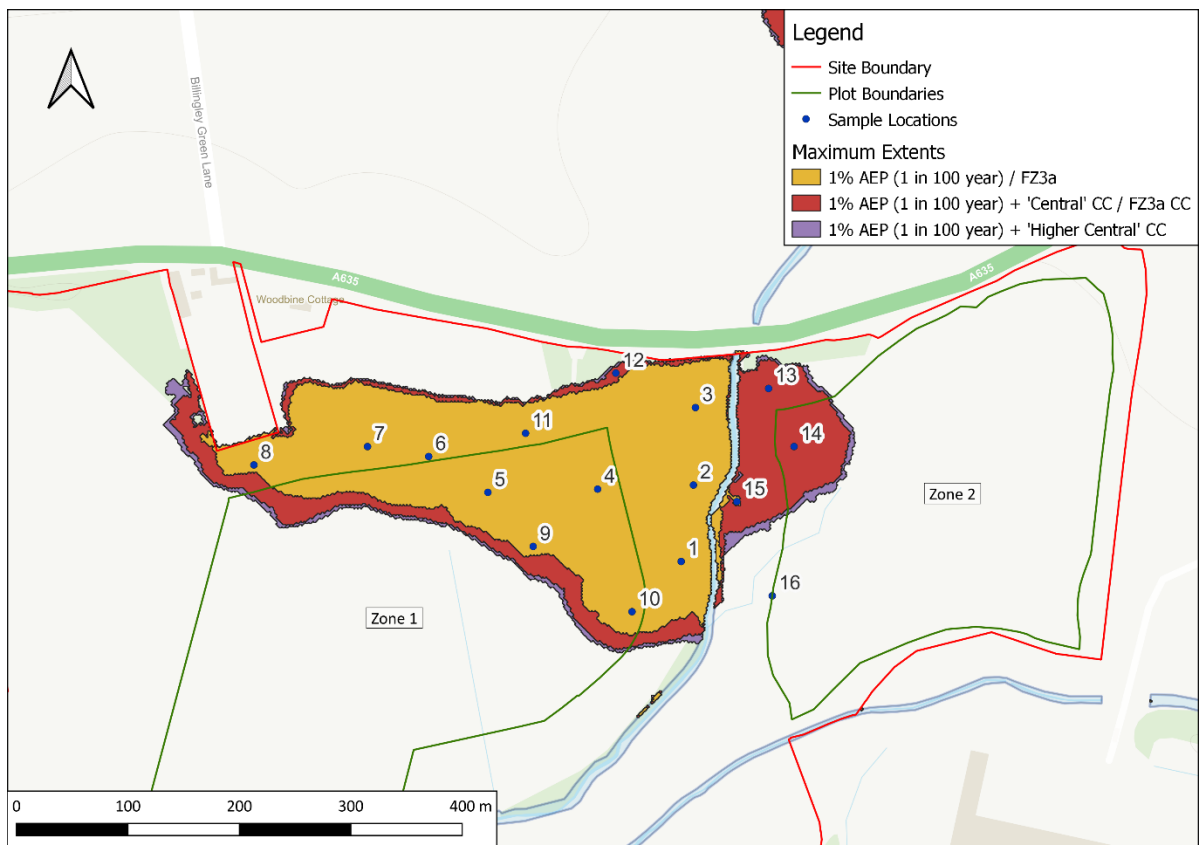 Legend
Site Boundary
Plot Boundaries
Sample Locations
Maximum Extents
1% AEP (1 in 100 year) / FZ3a
1% AEP (1 in 100 year) + 'Central' CC / FZ3a CC
1% AEP (1 in 100 year) + 'Higher Central' CC
Billingley Green Lane
A635
A635
Woodbine Cottage
12
13
3
11
14
7
6
8
5
4
2
15
9
1
10
16
Zone 2
Zone 1
0 100 200 300 400 m